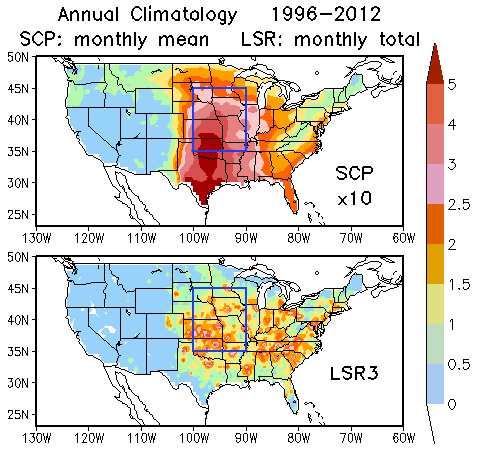 Annual Climatology 1996−2012
SCP: monthly mean LSR: monthly total
50N
45N
40N
35N
30N
25N
SCP
x10
130W 120W 110W 100W 90W 80W 70W 60W
50N
45N
40N
35N
30N
25N
LSR3
130W 120W 110W 100W 90W 80W 70W 60W
5
4
3
2.5
2
1.5
1
0.5
0